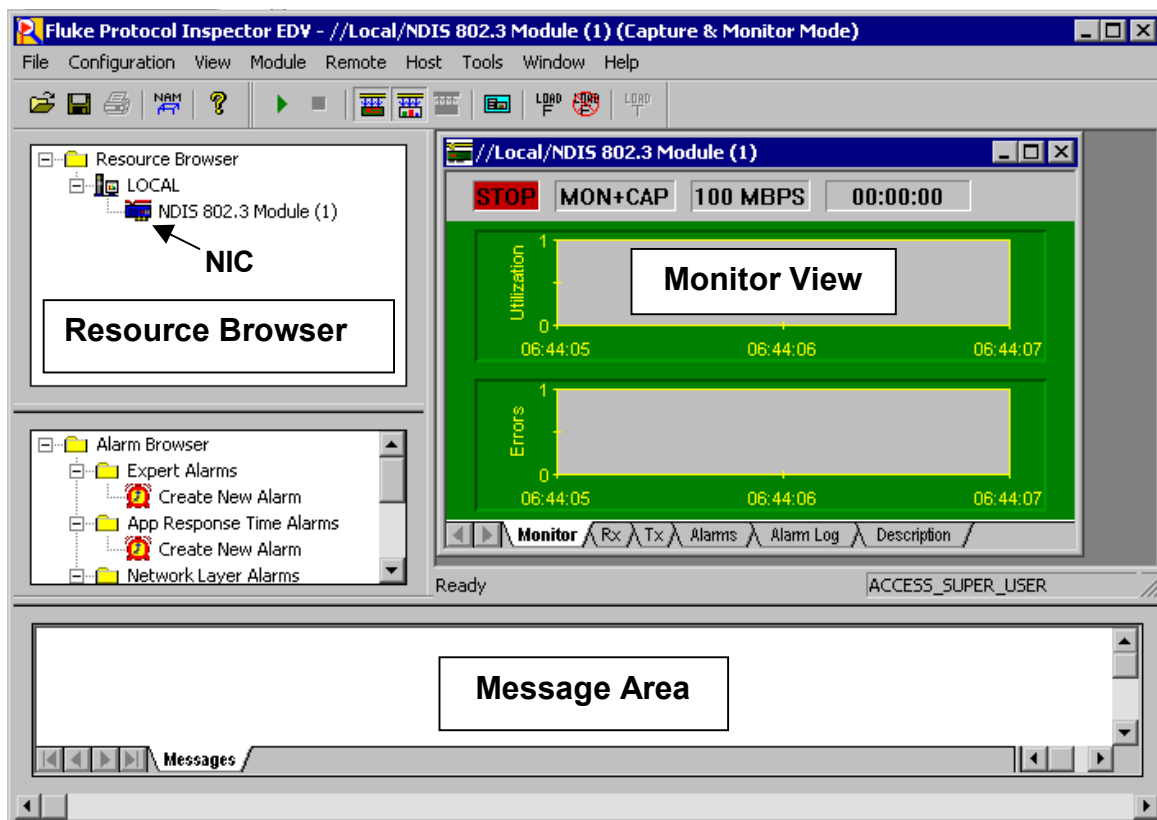 Fluke Protocol Inspector EDV - //Local/NDIS 802.3 Module (1) (Capture & Monitor Mode)
File Configuration View Module Remote Host Tools Window Help
NAM ? LOAD LOAD LOAD
Resource Browser
LOCAL
NDIS 802.3 Module (1)
NIC
Resource Browser
//Local/NDIS 802.3 Module (1)
STOP MON+CAP 100 MBPS 00:00:00
Utilization
1
0
06:44:05 06:44:06 06:44:07
Monitor View
Errors
1
0
06:44:05 06:44:06 06:44:07
Monitor Rx Tx Alarms Alarm Log Description
Alarm Browser
Expert Alarms
Create New Alarm
App Response Time Alarms
Create New Alarm
Network Layer Alarms
Ready ACCESS_SUPER_USER
Message Area
Messages